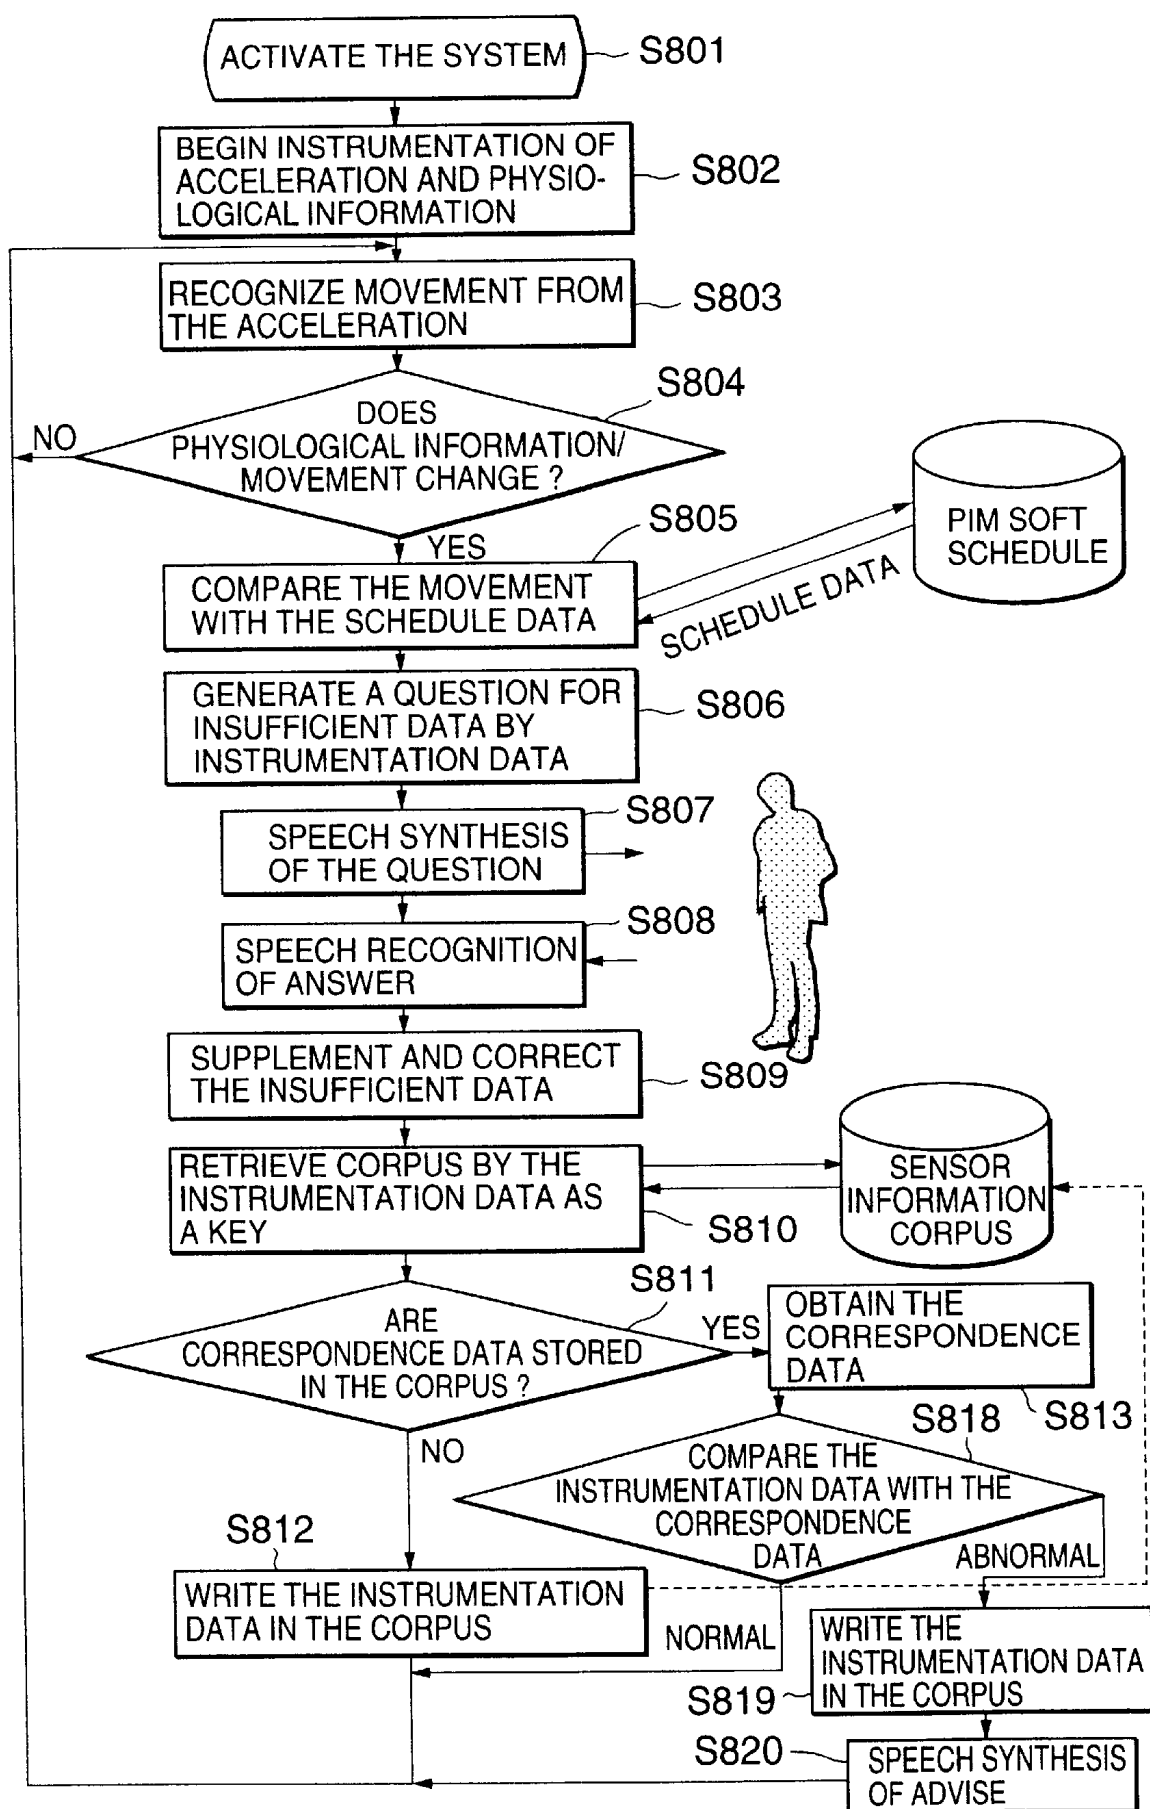 ACTIVATE THE SYSTEM
S801
BEGIN INSTRUMENTATION OF
ACCELERATION AND PHYSIO-
LOGICAL INFORMATION
S802
RECOGNIZE MOVEMENT FROM
THE ACCELERATION
S803
S804
DOES
PHYSIOLOGICAL INFORMATION/
MOVEMENT CHANGE ?
NO
YES
S805
COMPARE THE MOVEMENT
WITH THE SCHEDULE DATA
PIM SOFT
SCHEDULE
SCHEDULE DATA
GENERATE A QUESTION FOR
INSUFFICIENT DATA BY
INSTRUMENTATION DATA
S806
S807
SPEECH SYNTHESIS
OF THE QUESTION
S808
SPEECH RECOGNITION
OF ANSWER
SUPPLEMENT AND CORRECT
THE INSUFFICIENT DATA
S809
RETRIEVE CORPUS BY THE
INSTRUMENTATION DATA AS
A KEY
S810
SENSOR
INFORMATION
CORPUS
S811
ARE
CORRESPONDENCE DATA STORED
IN THE CORPUS ?
YES
NO
OBTAIN THE
CORRESPONDENCE
DATA
S813
S818
COMPARE THE
INSTRUMENTATION DATA WITH THE
CORRESPONDENCE
DATA
ABNORMAL
NORMAL
S812
WRITE THE INSTRUMENTATION
DATA IN THE CORPUS
WRITE THE
INSTRUMENTATION DATA
IN THE CORPUS
S819
S820
SPEECH SYNTHESIS
OF ADVISE